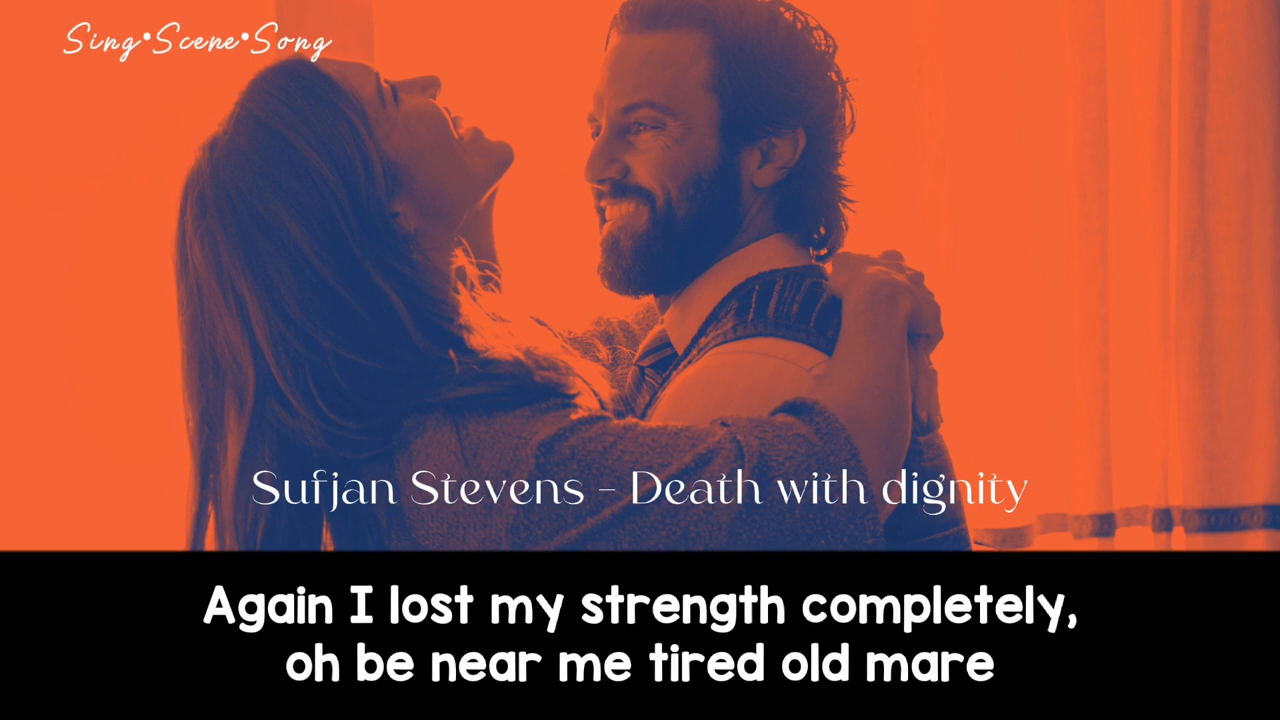 Sing•Scene•Song
Sufjan Stevens – Death with dignity
Again I lost my strength completely,
oh be near me tired old mare